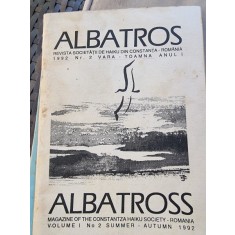 ALBATROS
REVISTA SOCIETĂȚII DE HAIKU DIN CONSTANȚA - ROMÂNIA
1992 Nr. 2 VARA - TOAMNA ANUL I
ALBATROSS
MAGAZINE OF THE CONSTANTZA HAIKU SOCIETY - ROMANIA
VOLUME I No 2 SUMMER - AUTUMN 1992